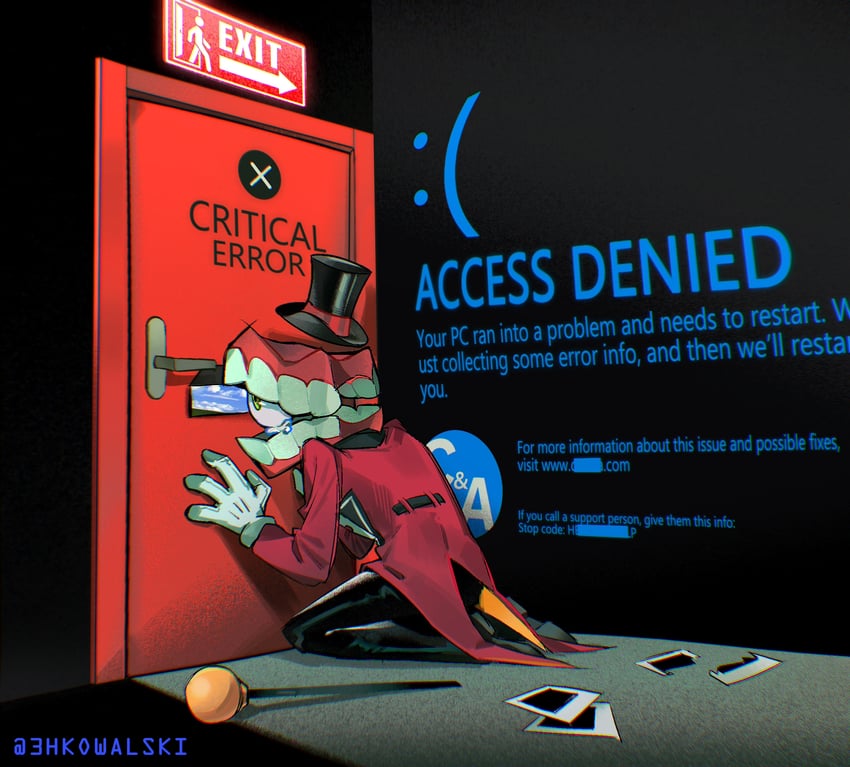 EXIT
CRITICAL
ERROR
:(
ACCESS DENIED
Your PC ran into a problem and needs to restart. W
ust collecting some error info, and then we'll restar
you.
C&A
For more information about this issue and possible fixes,
visit www.c .com
If you call a support person, give them this info:
Stop code: HE P
@3HKOWALSKI